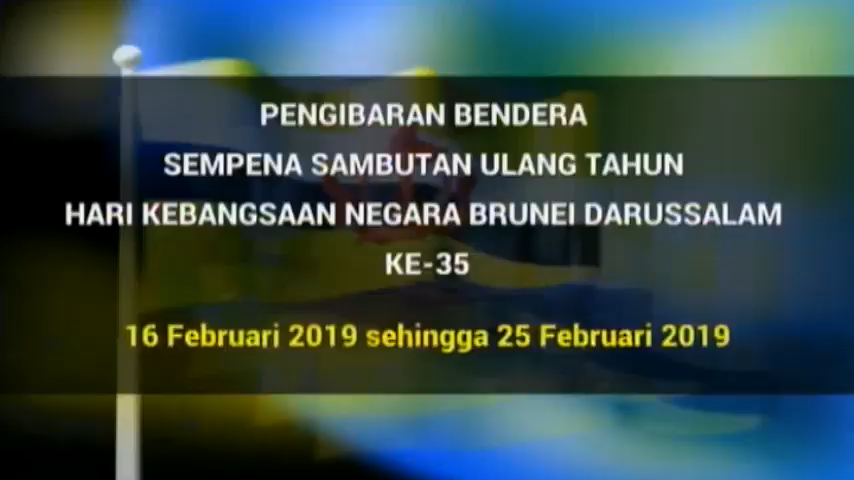 PENGIBARAN BENDERA
SEMPENA SAMBUTAN ULANG TAHUN
HARI KEBANGSAAN NEGARA BRUNEI DARUSSALAM
KE-35
16 Februari 2019 sehingga 25 Februari 2019